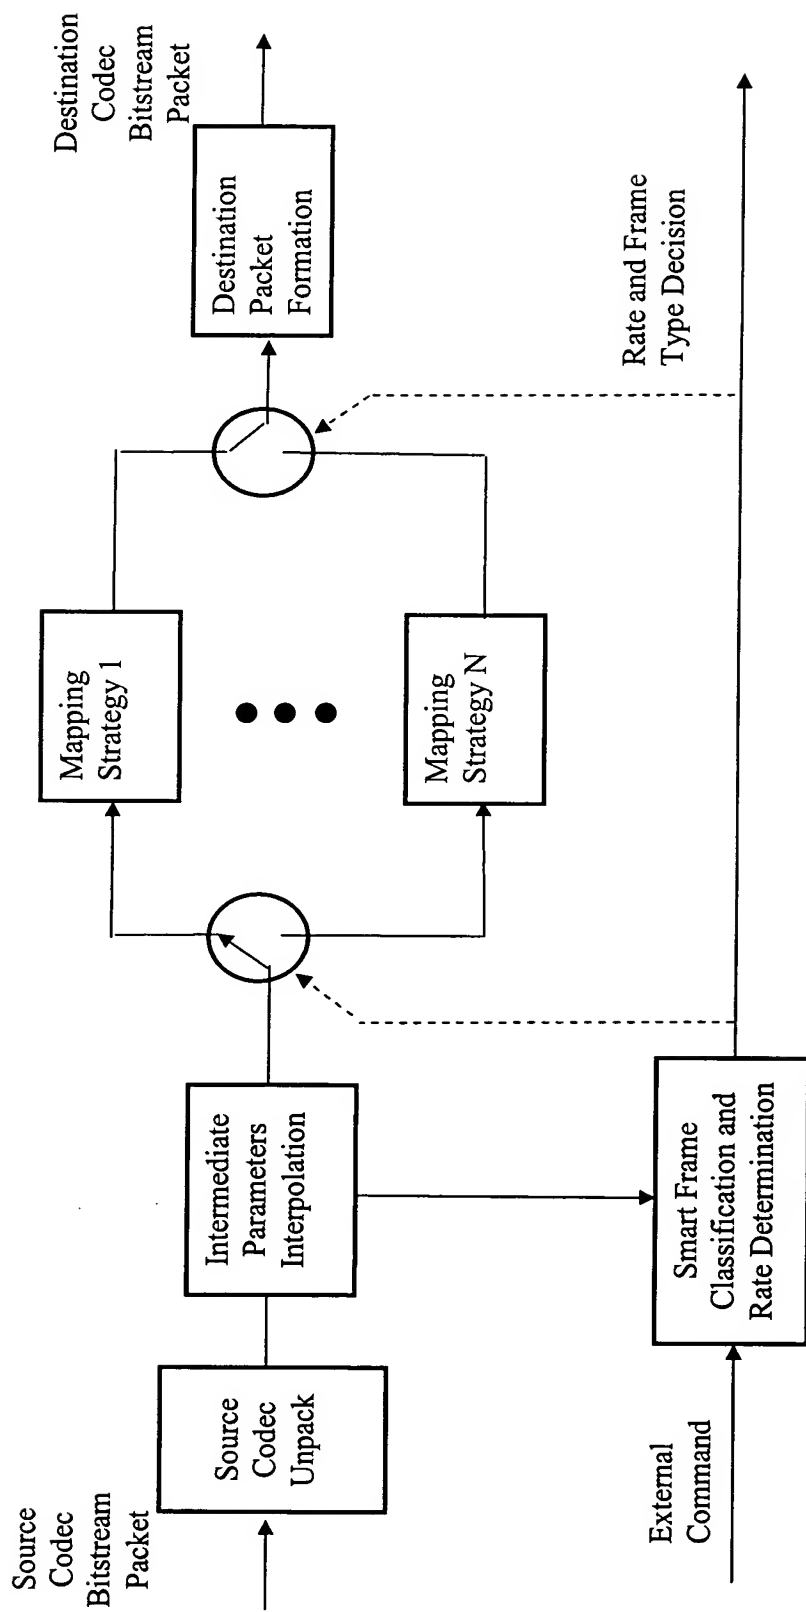 Source
Codec
Bitstream
Packet
Source
Codec
Unpack
Intermediate
Parameters
Interpolation
Mapping
Strategy 1
Mapping
Strategy N
Destination
Packet
Formation
Destination
Codec
Bitstream
Packet
External
Command
Smart Frame
Classification and
Rate Determination
Rate and Frame
Type Decision